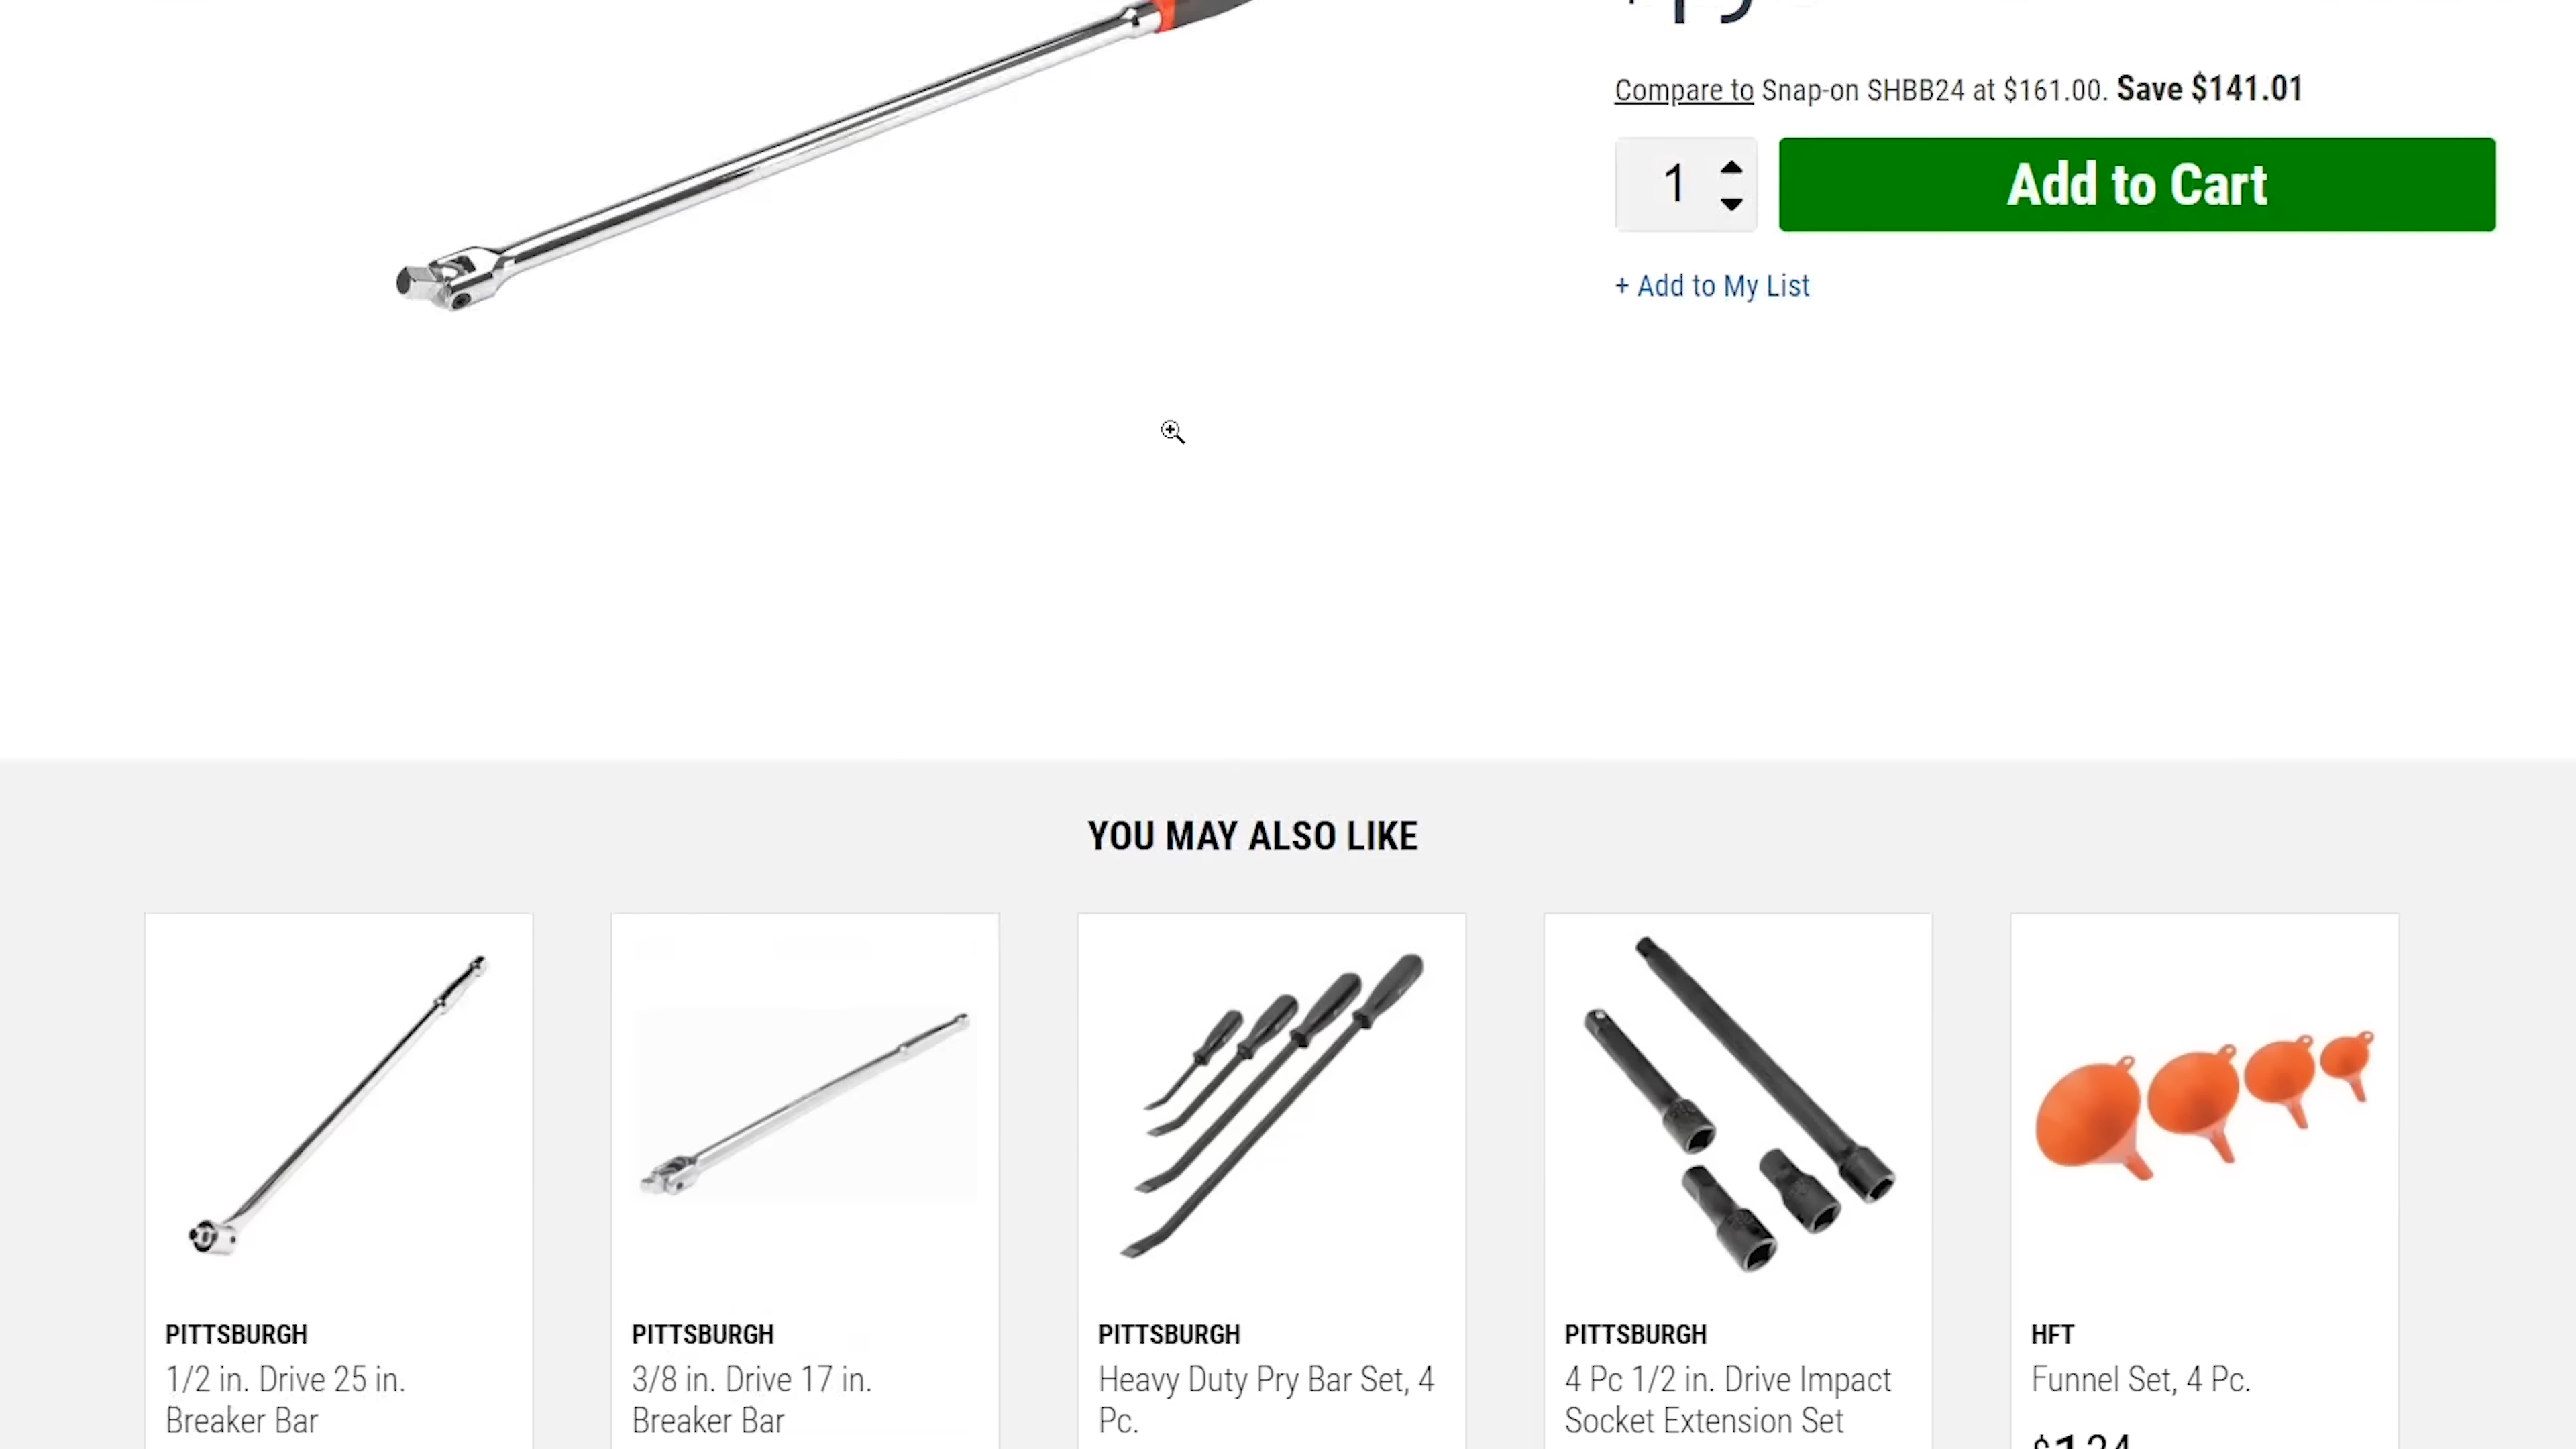 Compare to Snap-on SHBB24 at $161.00. Save $141.01
1
Add to Cart
+ Add to My List
YOU MAY ALSO LIKE
PITTSBURGH
1/2 in. Drive 25 in.
Breaker Bar
PITTSBURGH
3/8 in. Drive 17 in.
Breaker Bar
PITTSBURGH
Heavy Duty Pry Bar Set, 4
Pc.
PITTSBURGH
4 Pc 1/2 in. Drive Impact
Socket Extension Set
HFT
Funnel Set, 4 Pc.